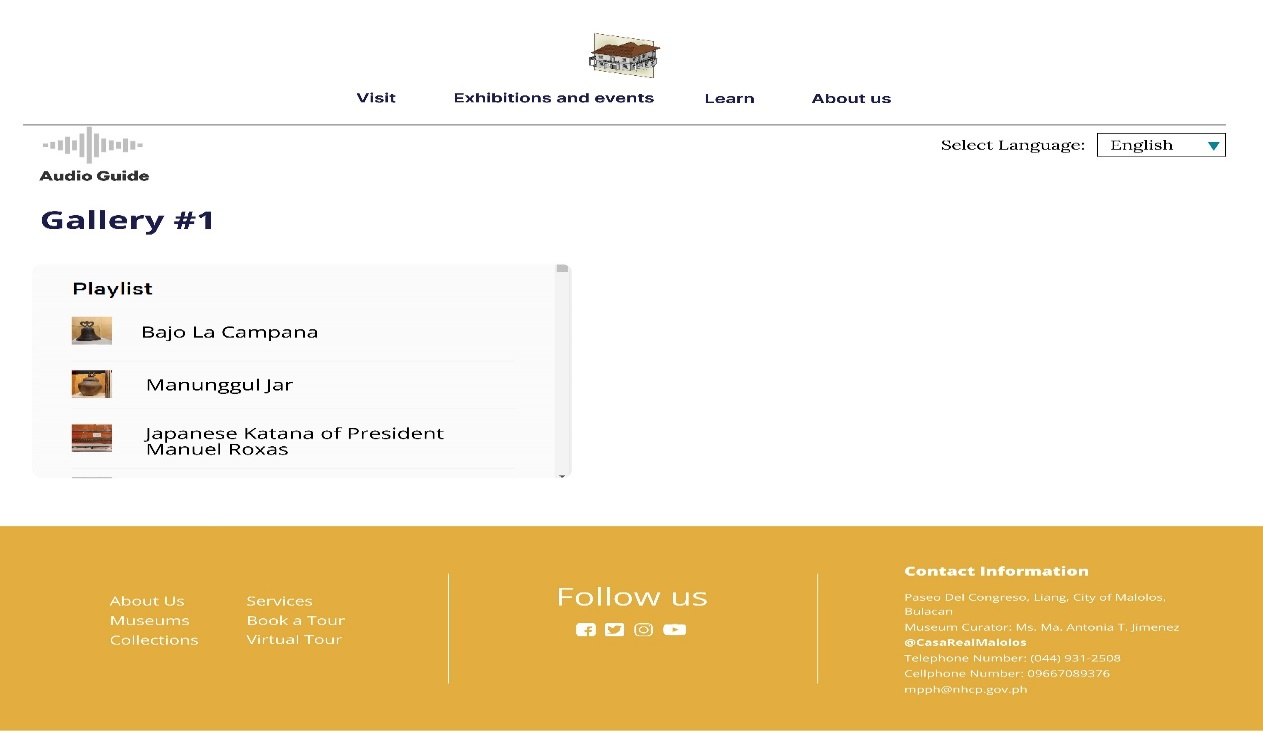 Visit
Exhibitions and events
Learn
About us
Audio Guide
Select Language:
English
Gallery #1
Playlist
Bajo La Campana
Manunggul Jar
Japanese Katana of President
Manuel Roxas
About Us
Museums
Collections
Services
Book a Tour
Virtual Tour
Follow us
Contact Information
Paseo Del Congreso, Liang, City of Malolos,
Bulacan
Museum Curator: Ms. Ma. Antonia T. Jimenez
@CasaRealMalolos
Telephone Number: (044) 931-2508
Cellphone Number: 09667089376
mpph@nhcp.gov.ph